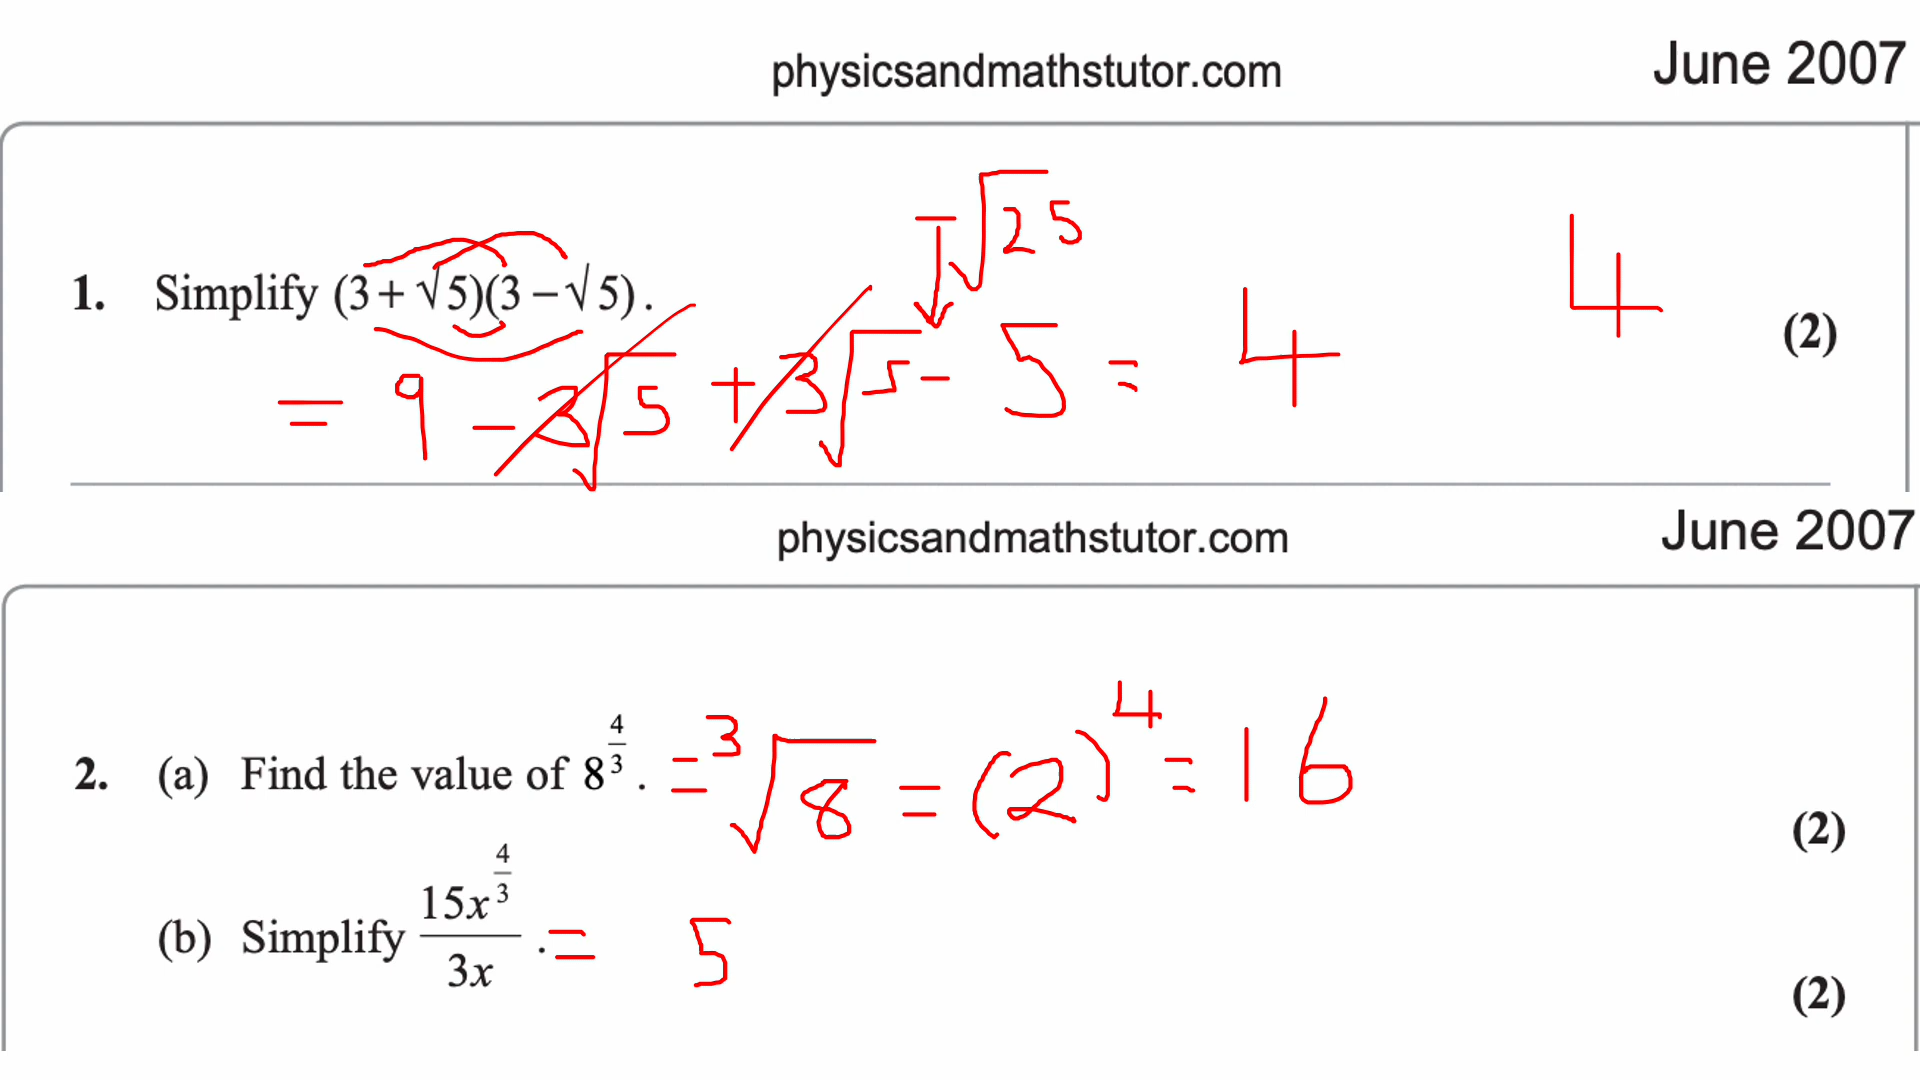 physicsandmathstutor.com June 2007
-√25
1. Simplify (3 + √5)(3 − √5). 4
(2)
= 9 - 3√5 + 3√5 - 5 = 4
physicsandmathstutor.com June 2007
2. (a) Find the value of 8^(4/3). = ³√8 = (2)^4 = 16
(2)
(b) Simplify 15x^(4/3) / 3x. = 5
(2)